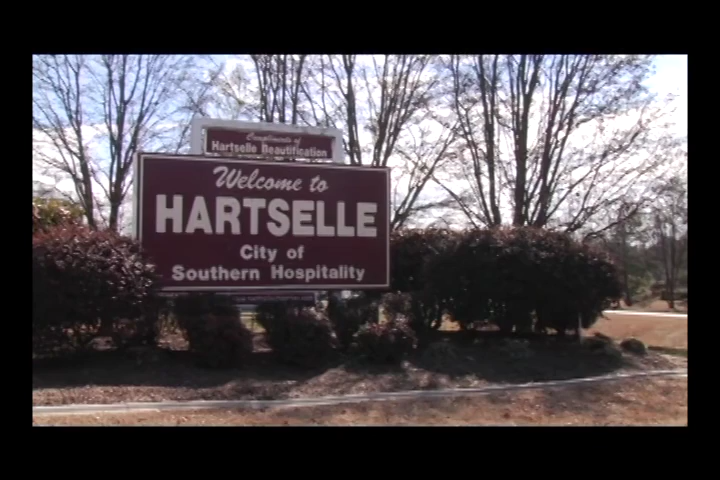 Compliments of
Hartselle Beautification
Welcome to
HARTSELLE
City of
Southern Hospitality